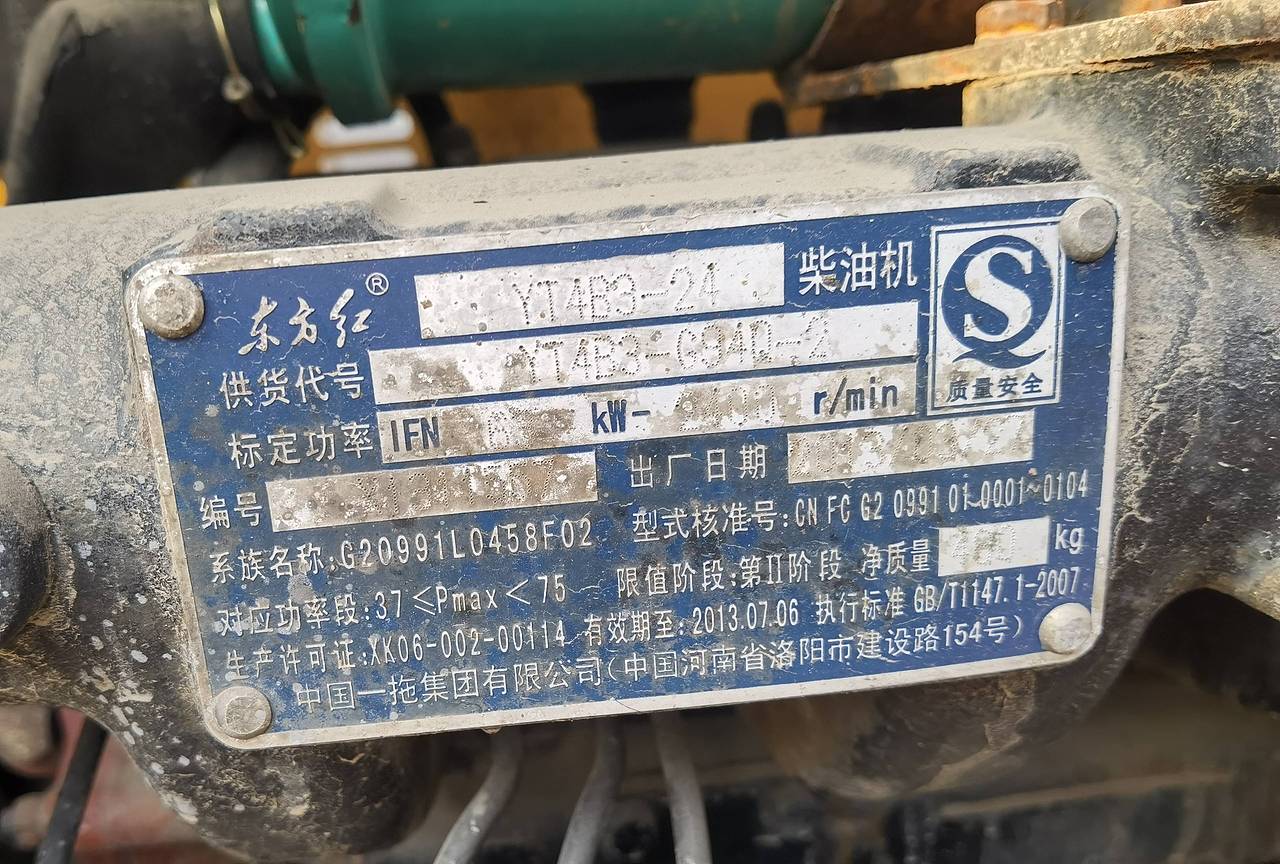 东方红® YT4B3-24 柴油机
供货代号 YT4B3-G94D-2
标定功率 IFN kW- r/min
质量安全
编号 出厂日期
系族名称:G20991L0458F02 型式核准号:CN FC G2 0991 01-0001~0104
对应功率段:37≤Pmax<75 限值阶段:第II阶段 净质量 kg
生产许可证:XK06-002-00114 有效期至:2013.07.06 执行标准 GB/T1147.1-2007
中国一拖集团有限公司(中国河南省洛阳市建设路154号)